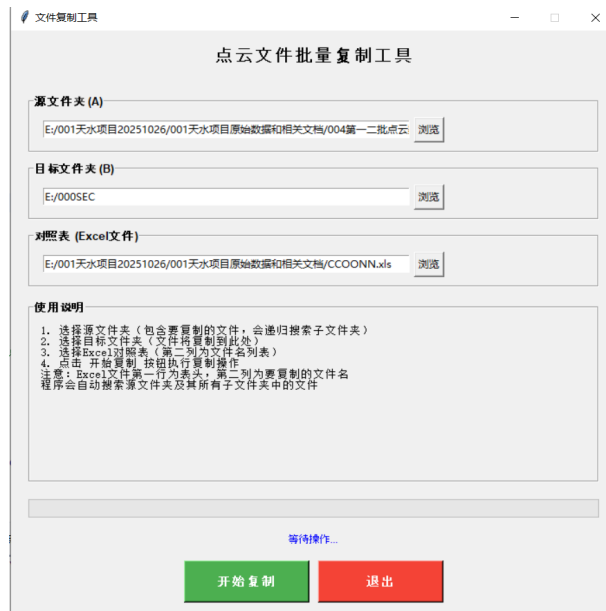 文件复制工具
点云文件批量复制工具
源文件夹 (A)
E:/001天水项目20251026/001天水项目原始数据和相关文档/004第一二批点云
浏览
目标文件夹 (B)
E:/000SEC
浏览
对照表 (Excel文件)
E:/001天水项目20251026/001天水项目原始数据和相关文档/CCOONN.xls
浏览
使用说明
1. 选择源文件夹（包含要复制的文件，会递归搜索子文件夹）
2. 选择目标文件夹（文件将复制到此处）
3. 选择Excel对照表（第二列为文件名列表）
4. 点击 开始复制 按钮执行复制操作
注意：Excel文件第一行为表头，第二列为要复制的文件名
程序会自动搜索源文件夹及其所有子文件夹中的文件
等待操作...
开始复制
退出